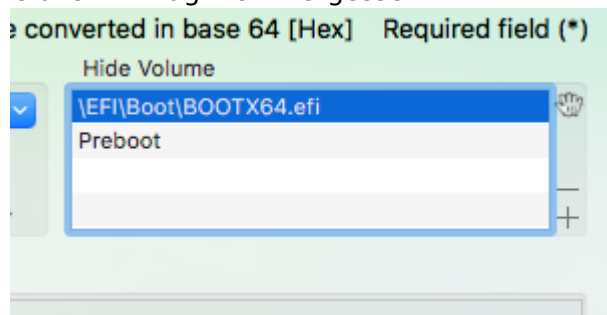 e converted in base 64 [Hex] Required field (*)
Hide Volume
\EFI\Boot\BOOTX64.efi
Preboot